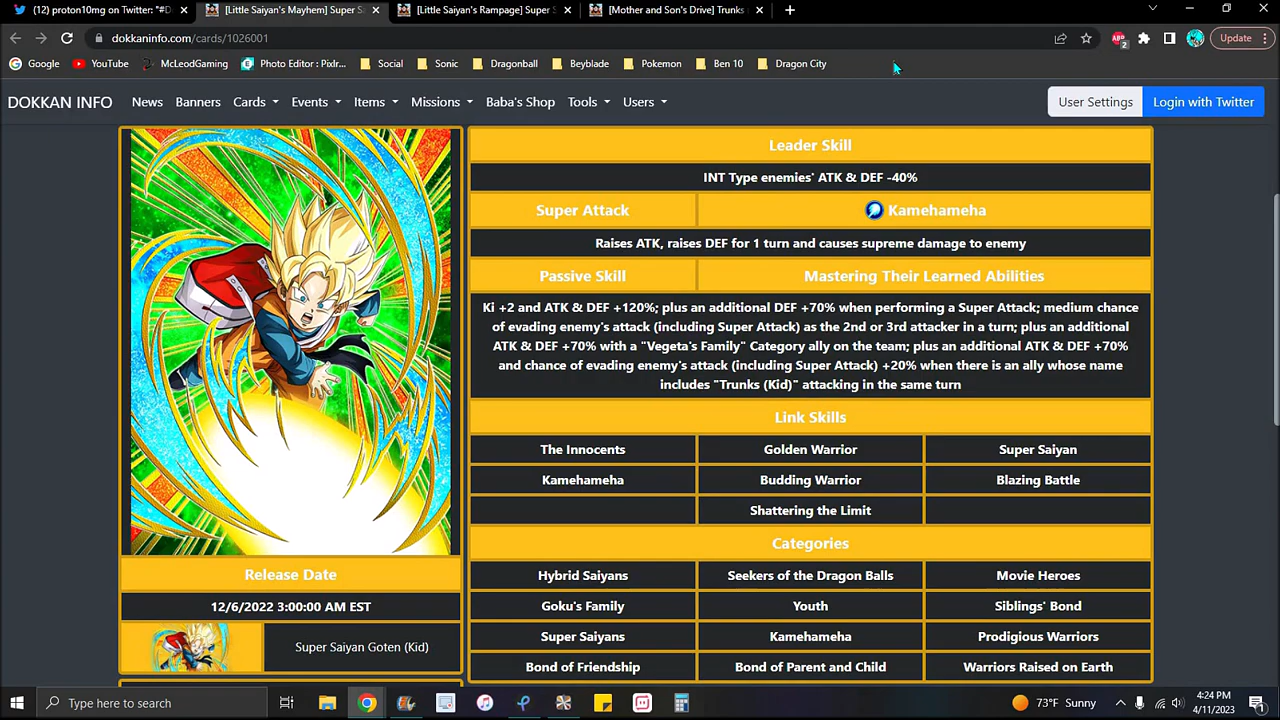 (12) proton10mg on Twitter: "#D
[Little Saiyan's Mayhem] Super S
[Little Saiyan's Rampage] Super
[Mother and Son's Drive] Trunks
dokkaninfo.com/cards/1026001
2
Update
Google
YouTube
McLeodGaming
Photo Editor : Pixlr...
Social
Sonic
Dragonball
Beyblade
Pokemon
Ben 10
Dragon City
DOKKAN INFO
News
Banners
Cards
Events
Items
Missions
Baba's Shop
Tools
Users
User Settings
Login with Twitter
Leader Skill
INT Type enemies' ATK & DEF -40%
Super Attack
Kamehameha
Raises ATK, raises DEF for 1 turn and causes supreme damage to enemy
Passive Skill
Mastering Their Learned Abilities
Ki +2 and ATK & DEF +120%; plus an additional DEF +70% when performing a Super Attack; medium chance
of evading enemy's attack (including Super Attack) as the 2nd or 3rd attacker in a turn; plus an additional
ATK & DEF +70% with a "Vegeta's Family" Category ally on the team; plus an additional ATK & DEF +70%
and chance of evading enemy's attack (including Super Attack) +20% when there is an ally whose name
includes "Trunks (Kid)" attacking in the same turn
Link Skills
The Innocents
Golden Warrior
Super Saiyan
Kamehameha
Budding Warrior
Blazing Battle
Shattering the Limit
Categories
Hybrid Saiyans
Seekers of the Dragon Balls
Movie Heroes
Goku's Family
Youth
Siblings' Bond
Super Saiyans
Kamehameha
Prodigious Warriors
Bond of Friendship
Bond of Parent and Child
Warriors Raised on Earth
Release Date
12/6/2022 3:00:00 AM EST
Super Saiyan Goten (Kid)
Type here to search
73°F Sunny
4:24 PM
4/11/2023